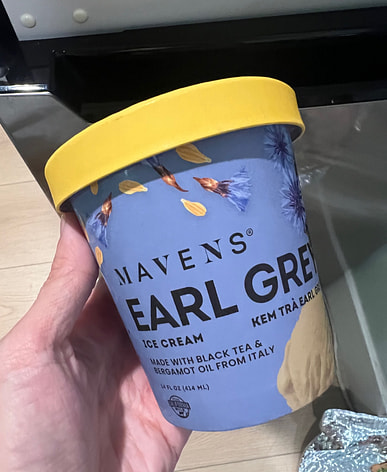 MAVENS®
EARL GREY
ICE CREAM
KEM TRÀ EARL
MADE WITH BLACK TEA &
BERGAMOT OIL FROM ITALY
14 FL OZ (414 ML)